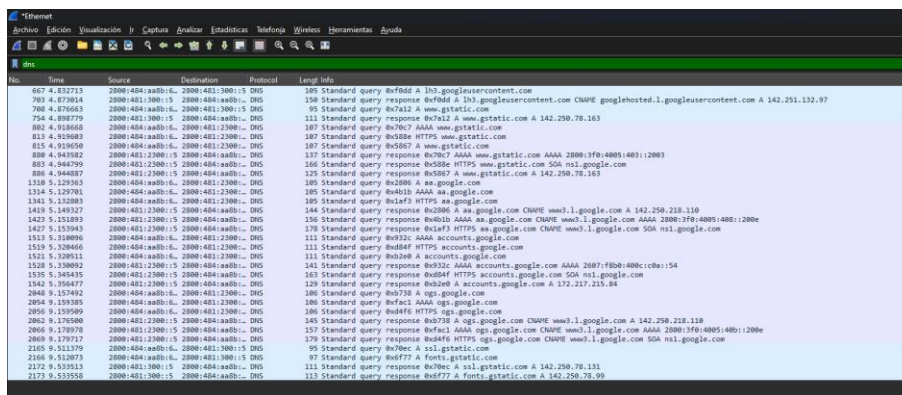 *Ethernet
Archivo Edición Visualización Ir Captura Analizar Estadísticas Telefonía Wireless Herramientas Ayuda
dns
No. Time Source Destination Protocol Lengt Info
667 4.832713 2800:484:aa8b:6… 2800:481:300::5 DNS 105 Standard query 0xf0dd A lh3.googleusercontent.com
703 4.873014 2800:481:300::5 2800:484:aa8b:… DNS 150 Standard query response 0xf0dd A lh3.googleusercontent.com CNAME googlehosted.l.googleusercontent.com A 142.251.132.97
708 4.876663 2800:484:aa8b:6… 2800:481:300::5 DNS 95 Standard query 0x7a12 A www.gstatic.com
754 4.898779 2800:481:300::5 2800:484:aa8b:… DNS 111 Standard query response 0x7a12 A www.gstatic.com A 142.250.78.163
802 4.918668 2800:484:aa8b:6… 2800:481:2300:… DNS 107 Standard query 0x70c7 AAAA www.gstatic.com
813 4.919603 2800:484:aa8b:6… 2800:481:2300:… DNS 107 Standard query 0x588e HTTPS www.gstatic.com
815 4.919650 2800:484:aa8b:6… 2800:481:2300:… DNS 107 Standard query 0x5867 A www.gstatic.com
880 4.943582 2800:481:2300::5 2800:484:aa8b:… DNS 137 Standard query response 0x70c7 AAAA www.gstatic.com AAAA 2800:3f0:4005:403::2003
883 4.944799 2800:481:2300::5 2800:484:aa8b:… DNS 166 Standard query response 0x588e HTTPS www.gstatic.com SOA ns1.google.com
886 4.944887 2800:481:2300::5 2800:484:aa8b:… DNS 125 Standard query response 0x5867 A www.gstatic.com A 142.250.78.163
1310 5.129363 2800:484:aa8b:6… 2800:481:2300:… DNS 105 Standard query 0x2806 A aa.google.com
1314 5.129701 2800:484:aa8b:6… 2800:481:2300:… DNS 105 Standard query 0x4b1b AAAA aa.google.com
1341 5.132803 2800:484:aa8b:6… 2800:481:2300:… DNS 105 Standard query 0x1af3 HTTPS aa.google.com
1419 5.149327 2800:481:2300::5 2800:484:aa8b:… DNS 144 Standard query response 0x2806 A aa.google.com CNAME www3.l.google.com A 142.250.218.110
1423 5.151893 2800:481:2300::5 2800:484:aa8b:… DNS 156 Standard query response 0x4b1b AAAA aa.google.com CNAME www3.l.google.com AAAA 2800:3f0:4005:408::200e
1427 5.153943 2800:481:2300::5 2800:484:aa8b:… DNS 178 Standard query response 0x1af3 HTTPS aa.google.com CNAME www3.l.google.com SOA ns1.google.com
1513 5.310096 2800:484:aa8b:6… 2800:481:2300:… DNS 111 Standard query 0x932c AAAA accounts.google.com
1519 5.320466 2800:484:aa8b:6… 2800:481:2300:… DNS 111 Standard query 0xd84f HTTPS accounts.google.com
1521 5.320511 2800:484:aa8b:6… 2800:481:2300:… DNS 111 Standard query 0xb2e0 A accounts.google.com
1528 5.330092 2800:481:2300::5 2800:484:aa8b:… DNS 141 Standard query response 0x932c AAAA accounts.google.com AAAA 2607:f8b0:400c:c0a::54
1535 5.345435 2800:481:2300::5 2800:484:aa8b:… DNS 163 Standard query response 0xd84f HTTPS accounts.google.com SOA ns1.google.com
1542 5.356477 2800:481:2300::5 2800:484:aa8b:… DNS 129 Standard query response 0xb2e0 A accounts.google.com A 172.217.215.84
2048 9.157492 2800:484:aa8b:6… 2800:481:2300:… DNS 106 Standard query 0xb738 A ogs.google.com
2054 9.159385 2800:484:aa8b:6… 2800:481:2300:… DNS 106 Standard query 0xfac1 AAAA ogs.google.com
2056 9.159509 2800:484:aa8b:6… 2800:481:2300:… DNS 106 Standard query 0xd4f6 HTTPS ogs.google.com
2062 9.176500 2800:481:2300::5 2800:484:aa8b:… DNS 145 Standard query response 0xb738 A ogs.google.com CNAME www3.l.google.com A 142.250.218.110
2066 9.178978 2800:481:2300::5 2800:484:aa8b:… DNS 157 Standard query response 0xfac1 AAAA ogs.google.com CNAME www3.l.google.com AAAA 2800:3f0:4005:40b::200e
2069 9.179717 2800:481:2300::5 2800:484:aa8b:… DNS 179 Standard query response 0xd4f6 HTTPS ogs.google.com CNAME www3.l.google.com SOA ns1.google.com
2165 9.511379 2800:484:aa8b:6… 2800:481:300::5 DNS 95 Standard query 0x70ec A ssl.gstatic.com
2166 9.512073 2800:484:aa8b:6… 2800:481:300::5 DNS 97 Standard query 0x6f77 A fonts.gstatic.com
2172 9.533513 2800:481:300::5 2800:484:aa8b:… DNS 111 Standard query response 0x70ec A ssl.gstatic.com A 142.250.78.131
2173 9.533558 2800:481:300::5 2800:484:aa8b:… DNS 113 Standard query response 0x6f77 A fonts.gstatic.com A 142.250.78.99